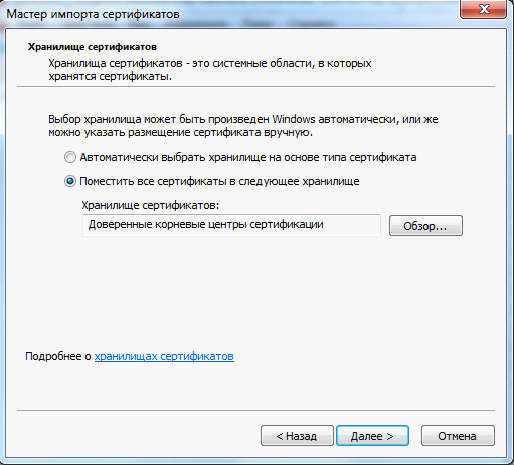 Мастер импорта сертификатов
Хранилище сертификатов
Хранилища сертификатов - это системные области, в которых
хранятся сертификаты.
Выбор хранилища может быть произведен Windows автоматически, или же
можно указать размещение сертификата вручную.
Автоматически выбрать хранилище на основе типа сертификата
Поместить все сертификаты в следующее хранилище
Хранилище сертификатов:
Доверенные корневые центры сертификации
Обзор...
Подробнее о хранилищах сертификатов
< Назад
Далее >
Отмена